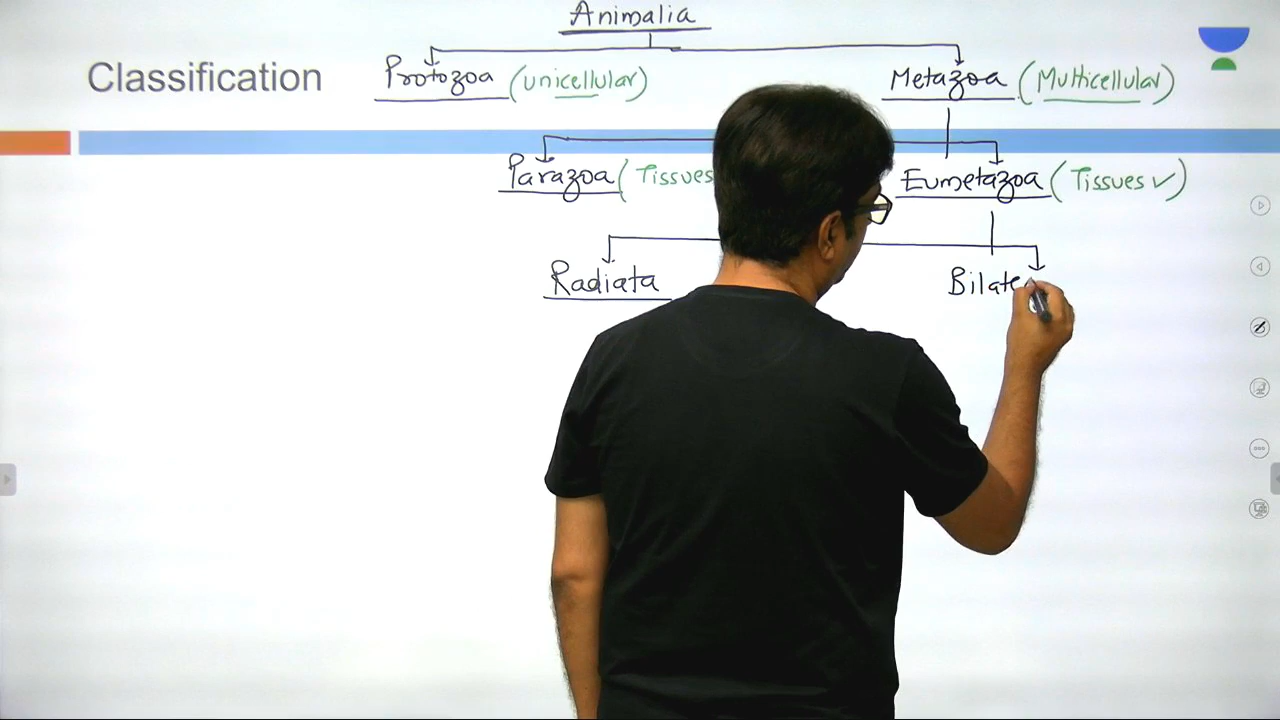 Animalia
Classification
Protozoa (unicellular)
Metazoa (Multicellular)
Parazoa (Tissues
Eumetazoa (Tissues ✓)
Radiata
Bilate